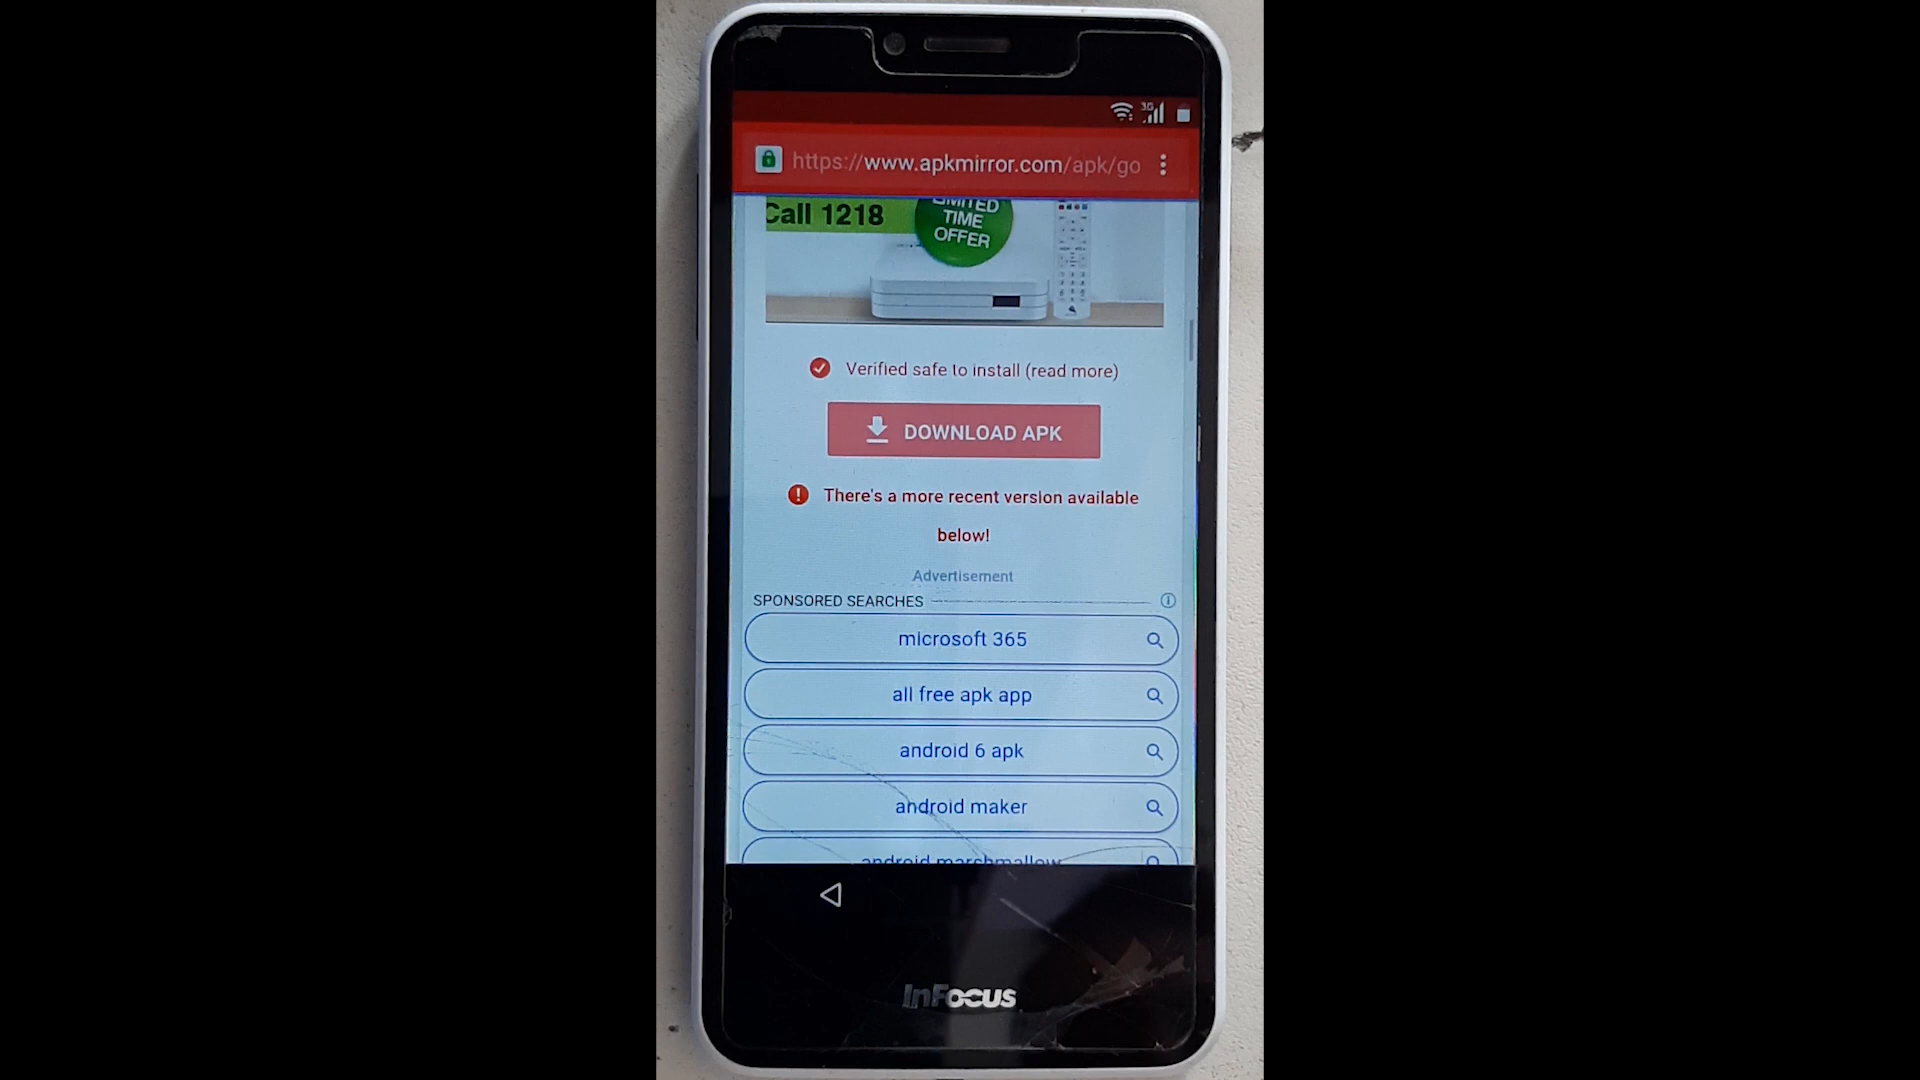 3G
https://www.apkmirror.com/apk/go
Call 1218
LIMITED
TIME
OFFER
Verified safe to install (read more)
DOWNLOAD APK
There's a more recent version available
below!
Advertisement
SPONSORED SEARCHES
microsoft 365
all free apk app
android 6 apk
android maker
android marshmallow
InFocus